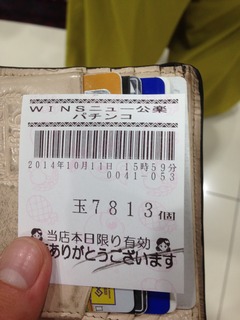 WINSニュー公楽
パチンコ
2014年10月11日 15時59分
0041-053
玉7813個
当店本日限り有効
ありがとうございます